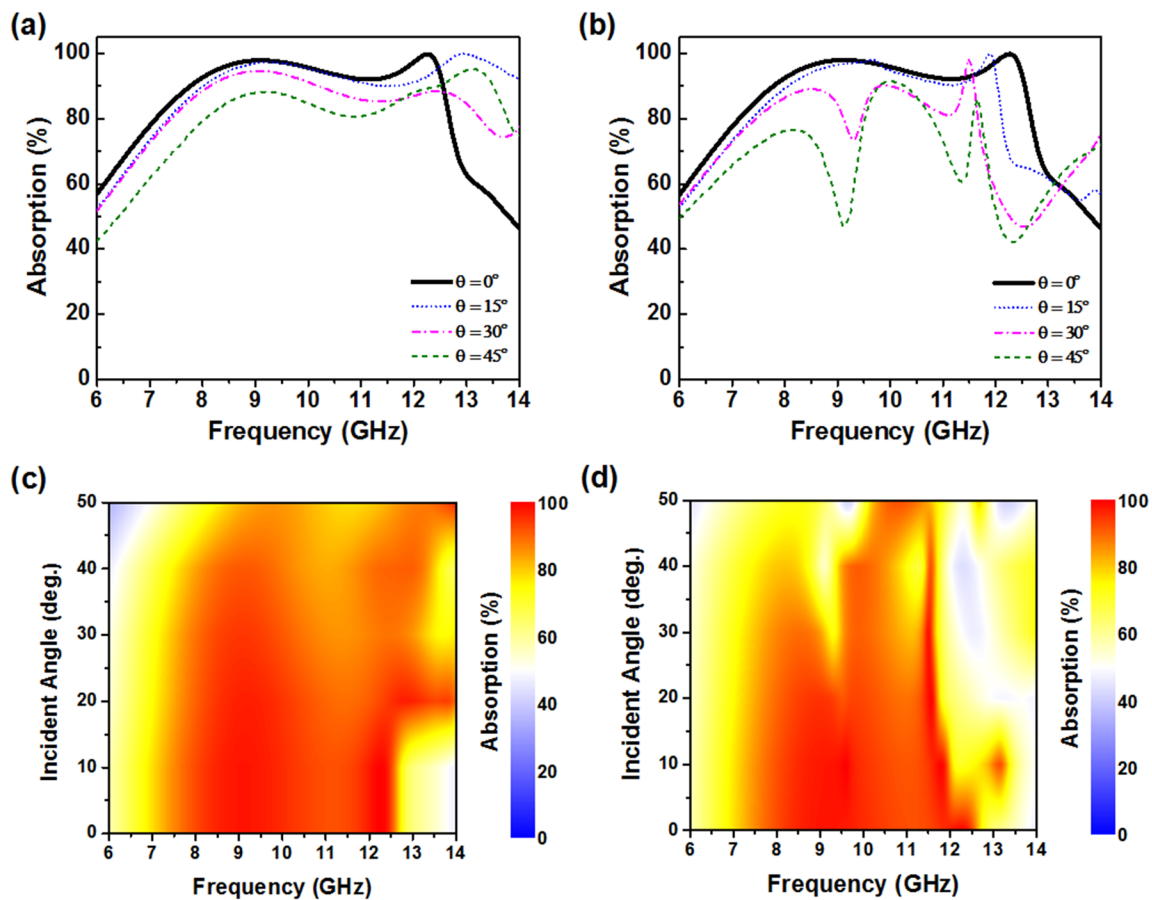 (a)
100
80
60
40
20
0
Absorption (%)
θ = 0°
θ = 15°
θ = 30°
θ = 45°
6 7 8 9 10 11 12 13 14
Frequency (GHz)
(b)
100
80
60
40
20
0
Absorption (%)
θ = 0°
θ = 15°
θ = 30°
θ = 45°
6 7 8 9 10 11 12 13 14
Frequency (GHz)
(c)
50
40
30
20
10
0
Incident Angle (deg.)
6 7 8 9 10 11 12 13 14
Frequency (GHz)
100
80
60
40
20
0
Absorption (%)
(d)
50
40
30
20
10
0
Incident Angle (deg.)
6 7 8 9 10 11 12 13 14
Frequency (GHz)
100
80
60
40
20
0
Absorption (%)